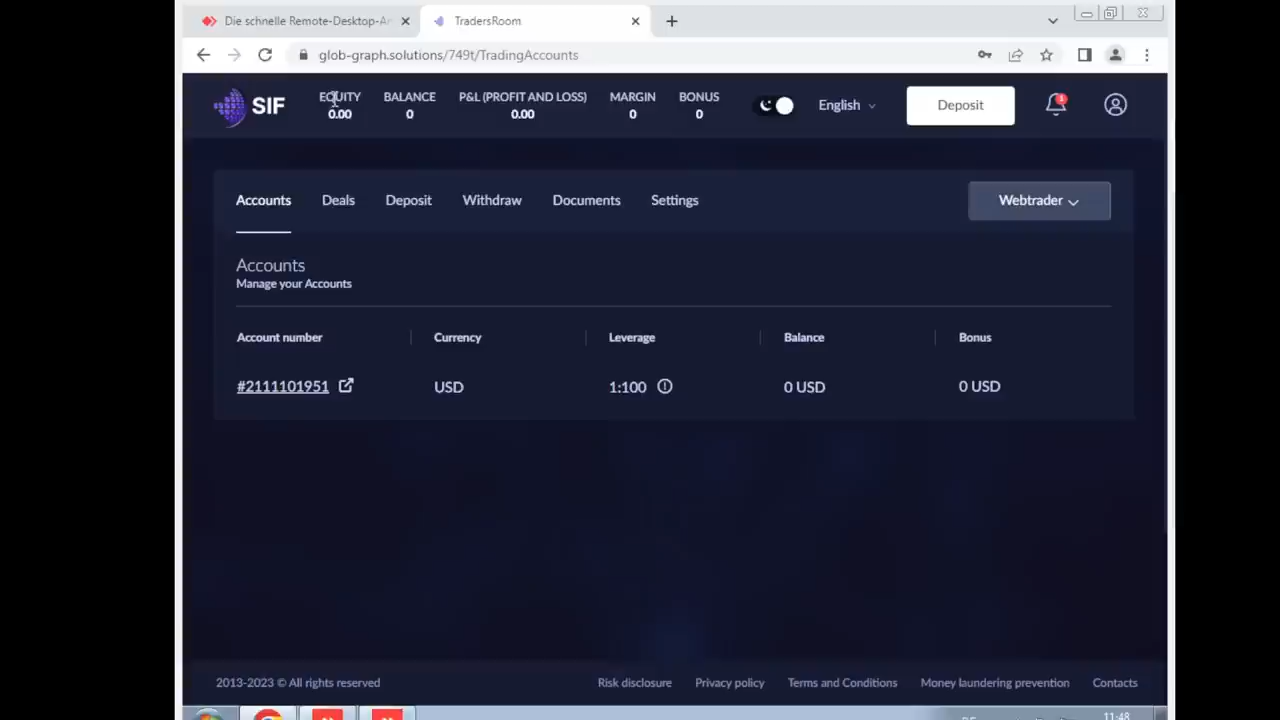 Die schnelle Remote-Desktop-An
TradersRoom
glob-graph.solutions/749t/TradingAccounts
SIF
EQUITY BALANCE P&L (PROFIT AND LOSS) MARGIN BONUS
0.00 0 0.00 0 0
English
Deposit
1
Accounts Deals Deposit Withdraw Documents Settings
Webtrader
Accounts
Manage your Accounts
Account number Currency Leverage Balance Bonus
#2111101951 USD 1:100 0 USD 0 USD
2013-2023 © All rights reserved
Risk disclosure Privacy policy Terms and Conditions Money laundering prevention Contacts
11:48